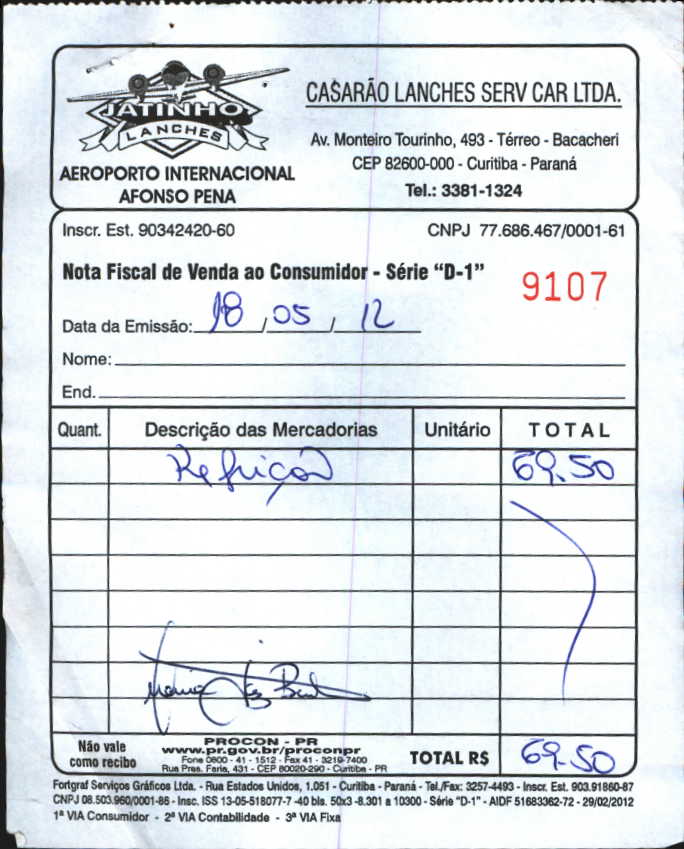 JATINHO
LANCHES
AEROPORTO INTERNACIONAL
AFONSO PENA
CASARÃO LANCHES SERV CAR LTDA.
Av. Monteiro Tourinho, 493 - Térreo - Bacacheri
CEP 82600-000 - Curitiba - Paraná
Tel.: 3381-1324
Inscr. Est. 90342420-60 CNPJ 77.686.467/0001-61
Nota Fiscal de Venda ao Consumidor - Série "D-1" 9107
Data da Emissão: 18 / 05 / 12
Nome:
End.
Quant. Descrição das Mercadorias Unitário TOTAL
Refeição 69.50
Não vale
como recibo
PROCON - PR
www.pr.gov.br/proconpr
Fone 0800 - 41 - 1512 - Fax 41 - 3219-7400
Rua Pres. Faria, 431 - CEP 80020-290 - Curitiba - PR
TOTAL R$ 69.50
Fortgraf Serviços Gráficos Ltda. - Rua Estados Unidos, 1.051 - Curitiba - Paraná - Tel./Fax: 3257-4493 - Inscr. Est. 903.91860-87
CNPJ 08.503.960/0001-86 - Insc. ISS 13-05-518077-7 -40 bls. 50x3 -8.301 a 10300 - Série "D-1" - AIDF 51683362-72 - 29/02/2012
1ª VIA Consumidor - 2ª VIA Contabilidade - 3ª VIA Fixa